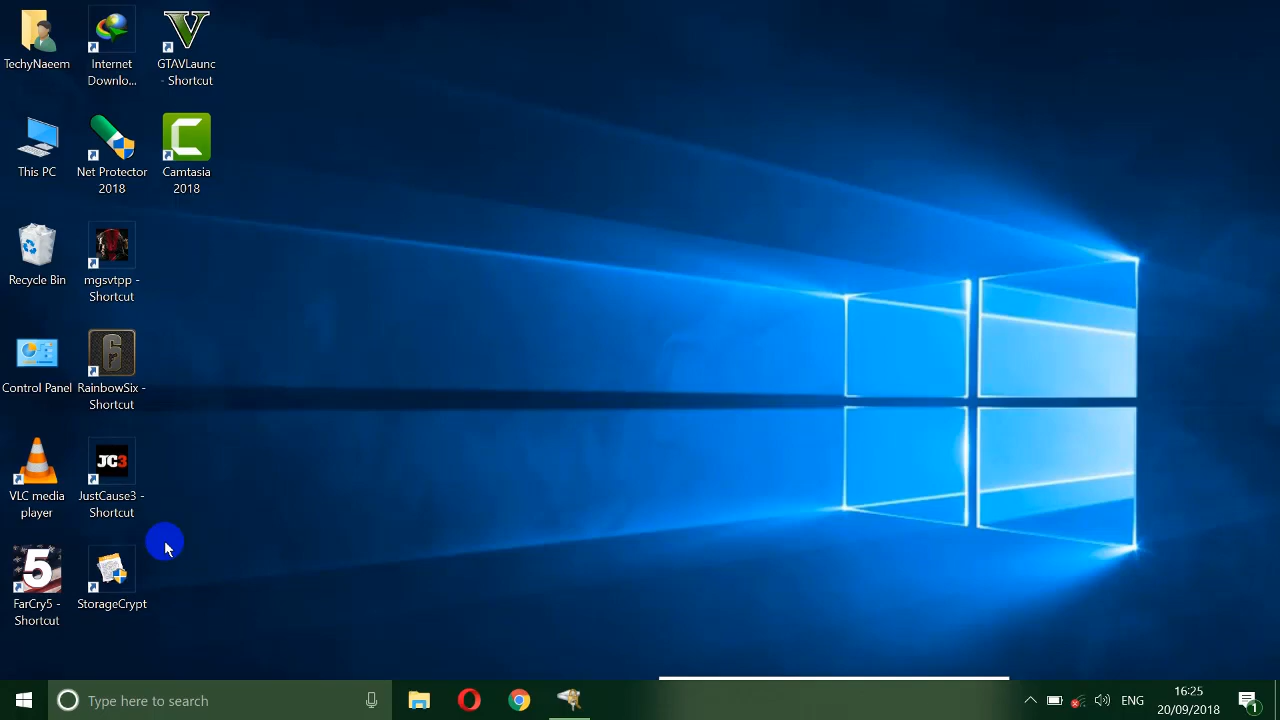 TechyNaeem
Internet
Downlo...
GTAVLaunc
- Shortcut
This PC
Net Protector
2018
Camtasia
2018
Recycle Bin
mgsvtpp -
Shortcut
Control Panel
6
RainbowSix -
Shortcut
VLC media
player
JC3
JustCause3 -
Shortcut
5
FarCry5 -
Shortcut
StorageCrypt
Type here to search
ENG
16:25
20/09/2018
1